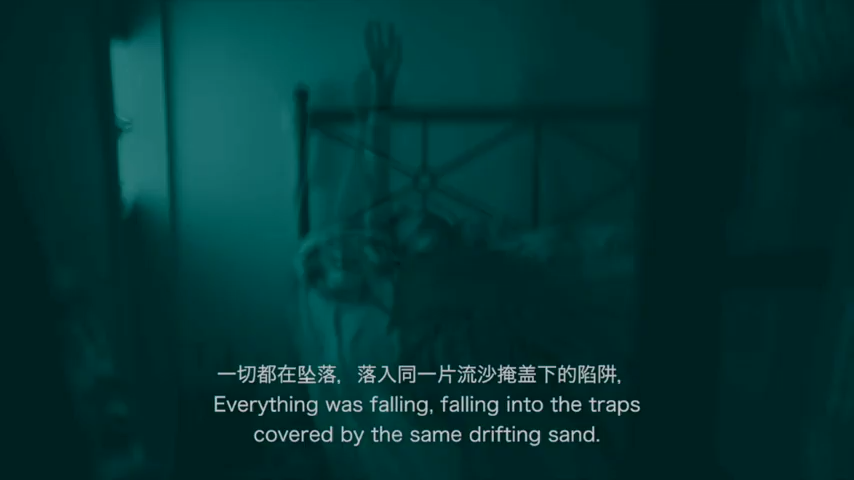 一切都在坠落，落入同一片流沙掩盖下的陷阱，
Everything was falling, falling into the traps
covered by the same drifting sand.